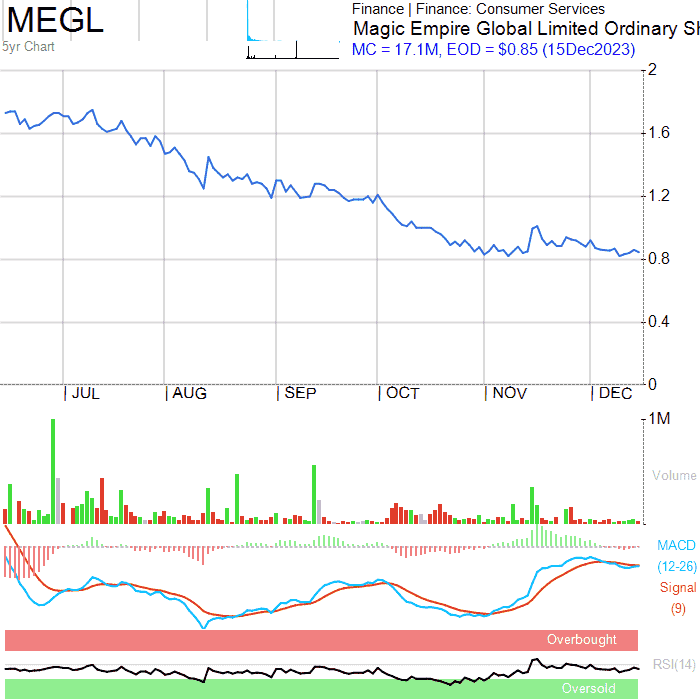 MEGL
5yr Chart
Finance | Finance: Consumer Services
Magic Empire Global Limited Ordinary Sh
MC = 17.1M, EOD = $0.85 (15Dec2023)
2
1.6
1.2
0.8
0.4
0
JUL AUG SEP OCT NOV DEC
1M
Volume
MACD
(12-26)
Signal
(9)
Overbought
RSI(14)
Oversold